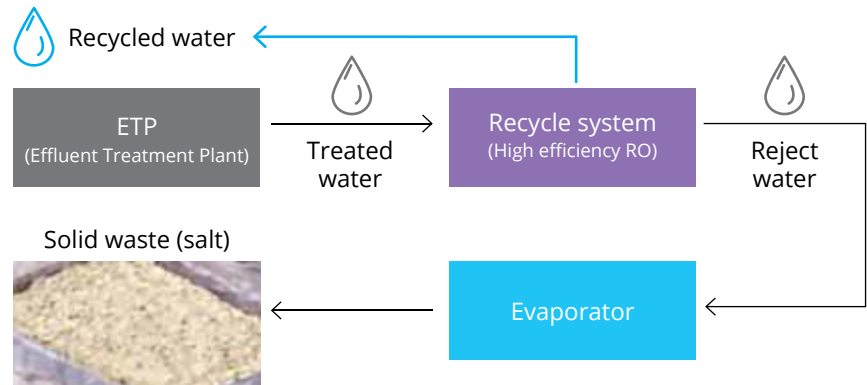 Recycled water
ETP
(Effluent Treatment Plant)
Treated
water
Recycle system
(High efficiency RO)
Reject
water
Solid waste (salt)
Evaporator